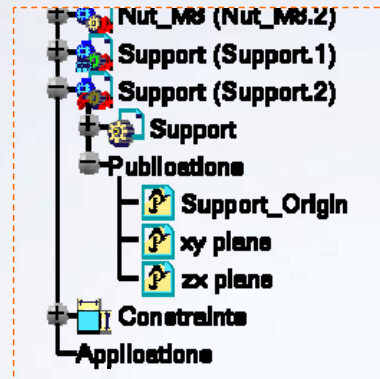 Nut_M8 (Nut_M8.2)
Support (Support.1)
Support (Support.2)
Support
Publications
Support_Origin
xy plane
zx plane
Constraints
Applications